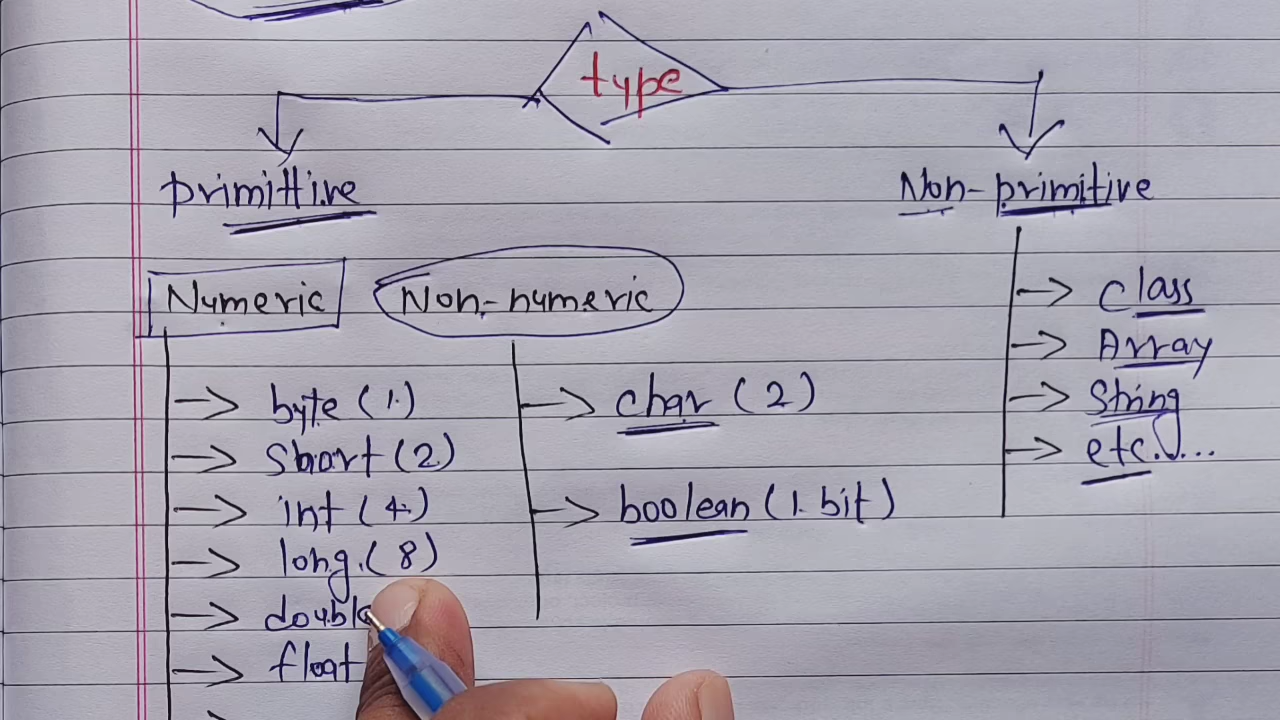 type
primitive
Non-primitive
Numeric
Non-numeric
byte (1)
short (2)
int (4)
long (8)
double
float
char (2)
boolean (1 bit)
class
Array
String
etc....